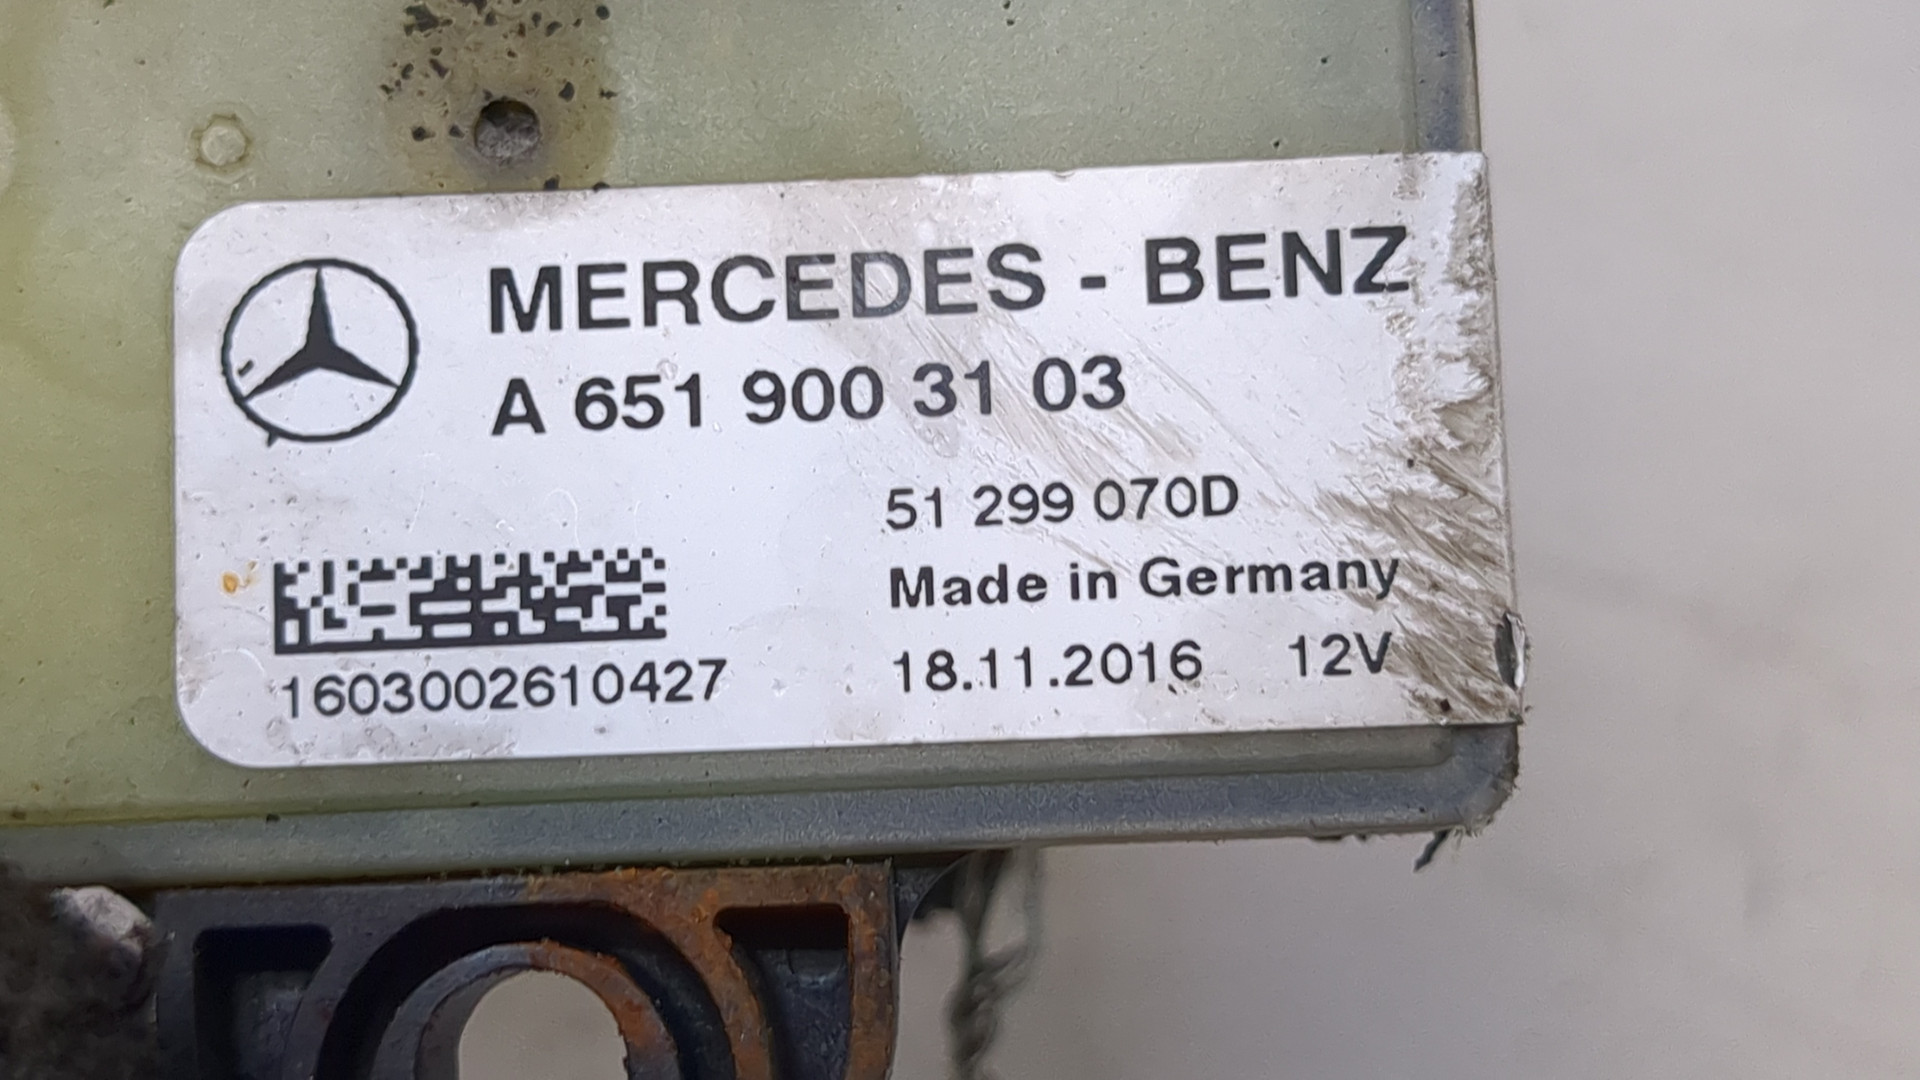 MERCEDES - BENZ
A 651 900 31 03
51 299 070D
Made in Germany
1603002610427
18.11.2016 12V